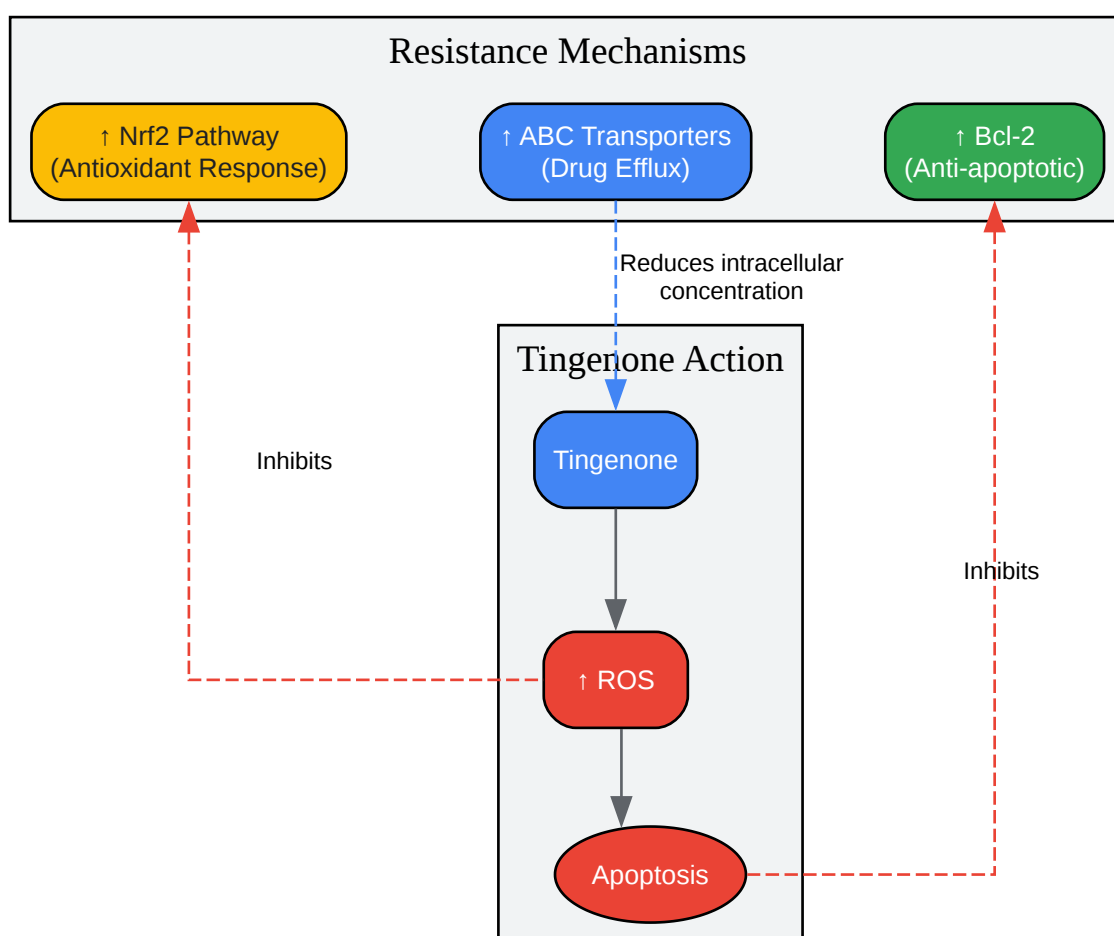 Resistance Mechanisms
↑ Nrf2 Pathway
(Antioxidant Response)
↑ ABC Transporters
(Drug Efflux)
↑ Bcl-2
(Anti-apoptotic)
Reduces intracellular
concentration
Tingenone Action
Tingenone
Inhibits
Inhibits
↑ ROS
Apoptosis